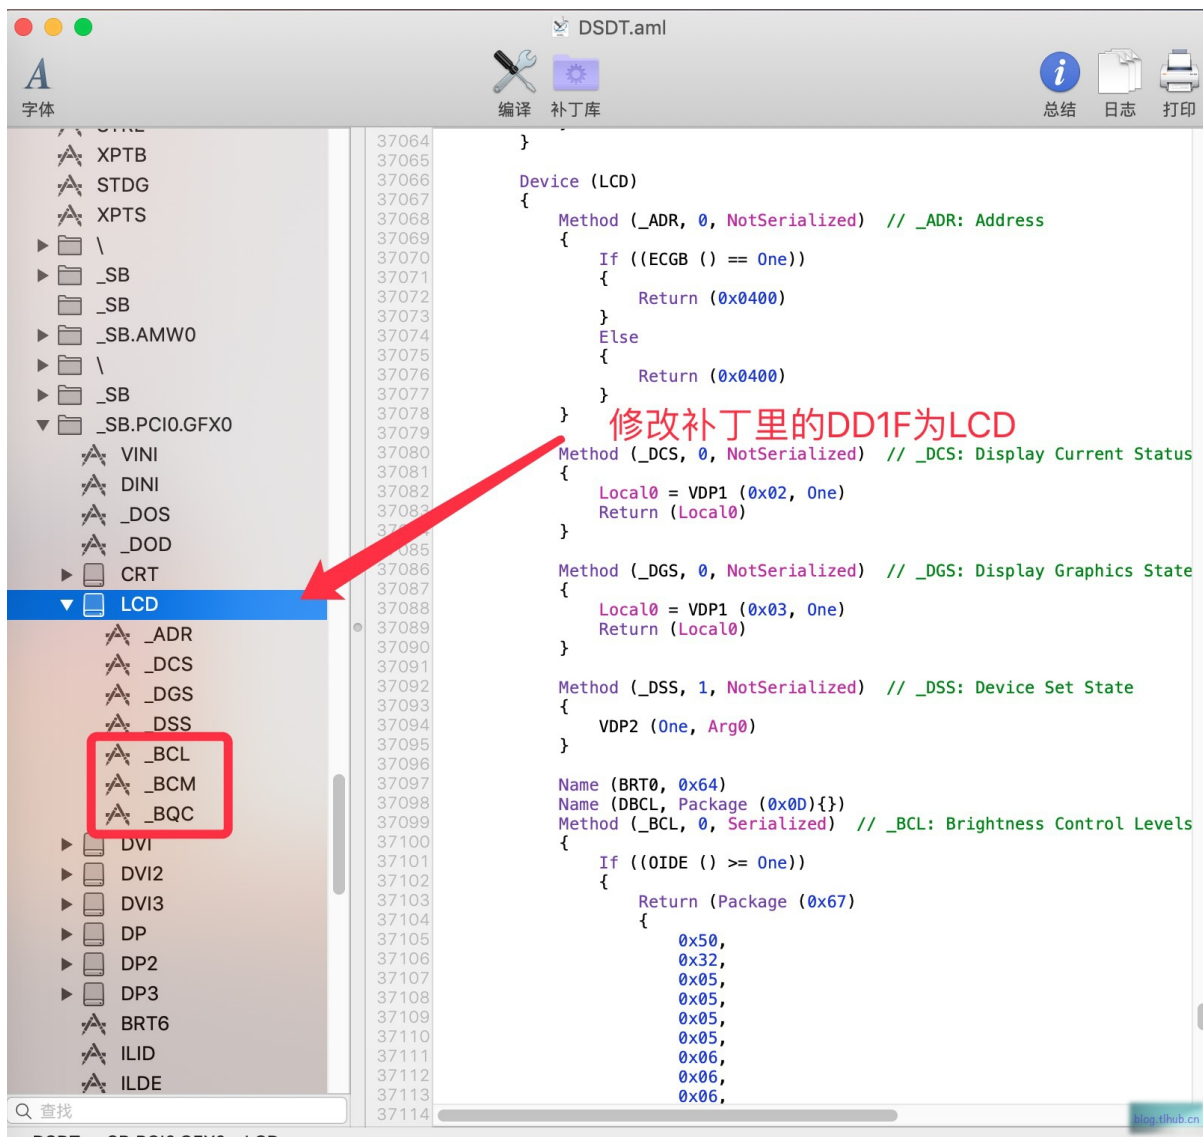 DSDT.aml
字体
编译
补丁库
总结
日志
打印
XPTB
STDG
XPTS
\
_SB
_SB
_SB.AMW0
\
_SB
_SB.PCI0.GFX0
VINI
DINI
_DOS
_DOD
CRT
LCD
_ADR
_DCS
_DGS
_DSS
_BCL
_BCM
_BQC
DVI
DVI2
DVI3
DP
DP2
DP3
BRT6
ILID
ILDE
查找
37064 }
37065
37066 Device (LCD)
37067 {
37068 Method (_ADR, 0, NotSerialized) // _ADR: Address
37069 {
37070 If ((ECGB () == One))
37071 {
37072 Return (0x0400)
37073 }
37074 Else
37075 {
37076 Return (0x0400)
37077 }
37078 }
修改补丁里的DD1F为LCD
37079
37080 Method (_DCS, 0, NotSerialized) // _DCS: Display Current Status
37081 {
37082 Local0 = VDP1 (0x02, One)
37083 Return (Local0)
}
37086 Method (_DGS, 0, NotSerialized) // _DGS: Display Graphics State
37087 {
37088 Local0 = VDP1 (0x03, One)
37089 Return (Local0)
37090 }
37091
37092 Method (_DSS, 1, NotSerialized) // _DSS: Device Set State
37093 {
37094 VDP2 (One, Arg0)
37095 }
37096
37097 Name (BRT0, 0x64)
37098 Name (DBCL, Package (0x0D){})
37099 Method (_BCL, 0, Serialized) // _BCL: Brightness Control Levels
37100 {
37101 If ((OIDE () >= One))
37102 {
37103 Return (Package (0x67)
37104 {
37105 0x50,
37106 0x32,
37107 0x05,
37108 0x05,
37109 0x05,
37110 0x05,
37111 0x06,
37112 0x06,
37113 0x06,
37114
blog.tlhub.cn